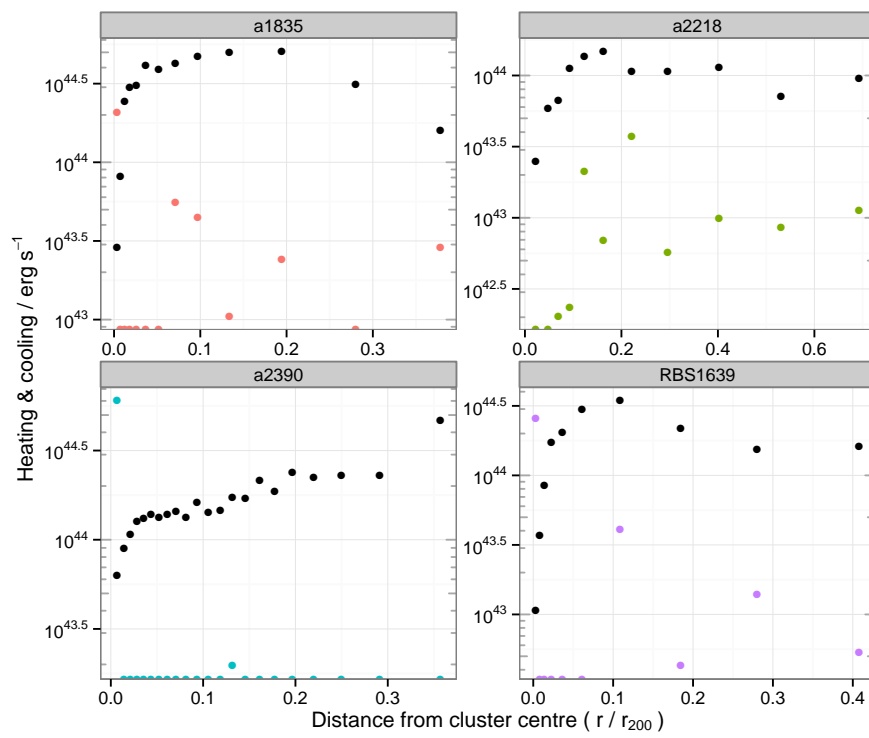 a1835
a2218
10^44.5
10^44
10^43.5
10^43
0.0 0.1 0.2 0.3
10^44
10^43.5
10^43
10^42.5
0.0 0.2 0.4 0.6
a2390
RBS1639
10^44.5
10^44
10^43.5
0.0 0.1 0.2 0.3
10^44.5
10^44
10^43.5
10^43
0.0 0.1 0.2 0.3 0.4
Heating & cooling / erg s⁻¹
Distance from cluster centre ( r / r₂₀₀ )